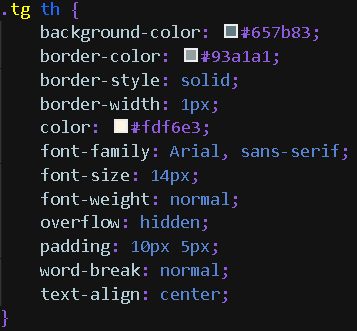 .tg th {
background-color: #657b83;
border-color: #93a1a1;
border-style: solid;
border-width: 1px;
color: #fdf6e3;
font-family: Arial, sans-serif;
font-size: 14px;
font-weight: normal;
overflow: hidden;
padding: 10px 5px;
word-break: normal;
text-align: center;
}